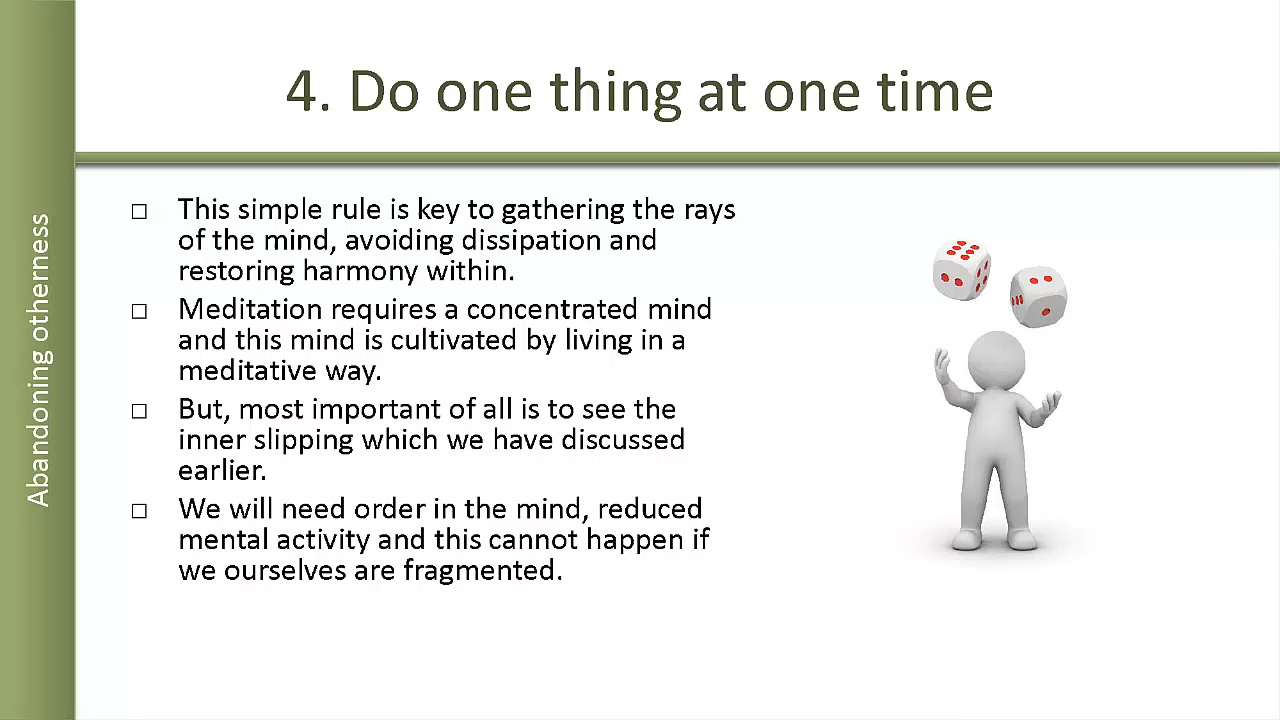 4. Do one thing at one time
Abandoning otherness
This simple rule is key to gathering the rays
of the mind, avoiding dissipation and
restoring harmony within.
Meditation requires a concentrated mind
and this mind is cultivated by living in a
meditative way.
But, most important of all is to see the
inner slipping which we have discussed
earlier.
We will need order in the mind, reduced
mental activity and this cannot happen if
we ourselves are fragmented.